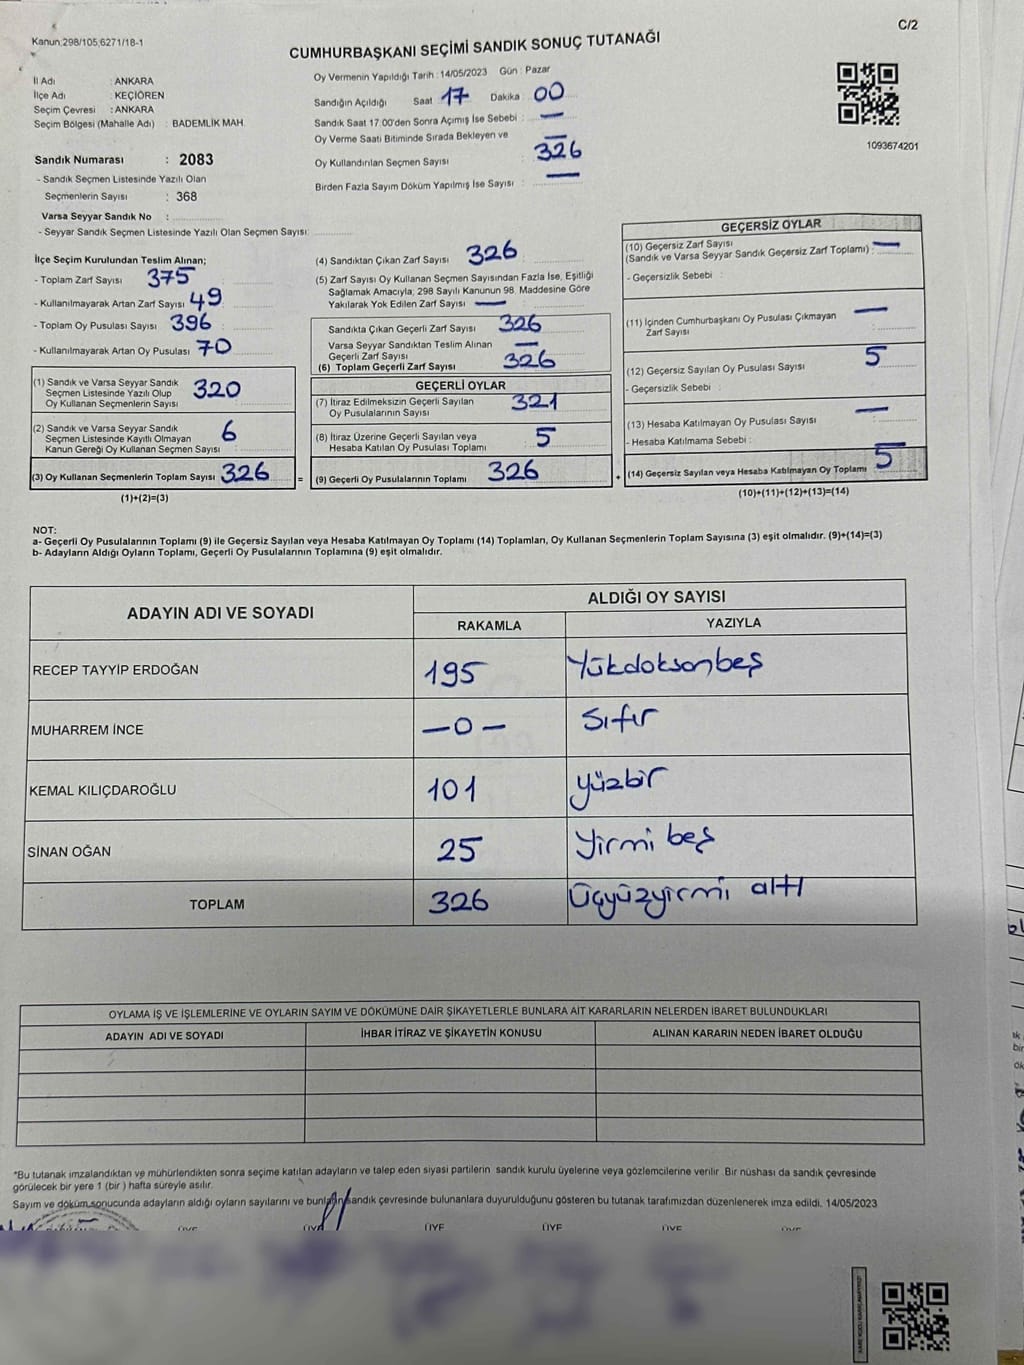 C/2
Kanun;298/105;6271/18-1
CUMHURBAŞKANI SEÇİMİ SANDIK SONUÇ TUTANAĞI
İl Adı : ANKARA
İlçe Adı : KEÇİÖREN
Seçim Çevresi : ANKARA
Seçim Bölgesi (Mahalle Adı) : BADEMLİK MAH.
Sandık Numarası : 2083
- Sandık Seçmen Listesinde Yazılı Olan
Seçmenlerin Sayısı : 368
Varsa Seyyar Sandık No :
- Seyyar Sandık Seçmen Listesinde Yazılı Olan Seçmen Sayısı:
Oy Vermenin Yapıldığı Tarih : 14/05/2023 Gün : Pazar
Sandığın Açıldığı Saat 17 Dakika 00
Sandık Saat 17:00'den Sonra Açımış İse Sebebi : —
Oy Verme Saati Bitiminde Sırada Bekleyen ve —
Oy Kullandırılan Seçmen Sayısı : 326
Birden Fazla Sayım Döküm Yapılmış İse Sayısı : —
1093674201
İlçe Seçim Kurulundan Teslim Alınan;
- Toplam Zarf Sayısı 375
- Kullanılmayarak Artan Zarf Sayısı 49
- Toplam Oy Pusulası Sayısı 396
- Kullanılmayarak Artan Oy Pusulası 70
(1) Sandık ve Varsa Seyyar Sandık
Seçmen Listesinde Yazılı Olup
Oy Kullanan Seçmenlerin Sayısı 320
(2) Sandık ve Varsa Seyyar Sandık
Seçmen Listesinde Kayıtlı Olmayan
Kanun Gereği Oy Kullanan Seçmen Sayısı 6
(3) Oy Kullanan Seçmenlerin Toplam Sayısı 326 =
(1)+(2)=(3)
(4) Sandıktan Çıkan Zarf Sayısı 326
(5) Zarf Sayısı Oy Kullanan Seçmen Sayısından Fazla İse, Eşitliği
Sağlamak Amacıyla; 298 Sayılı Kanunun 98. Maddesine Göre
Yakılarak Yok Edilen Zarf Sayısı —
Sandıkta Çıkan Geçerli Zarf Sayısı 326
Varsa Seyyar Sandıktan Teslim Alınan
Geçerli Zarf Sayısı —
(6) Toplam Geçerli Zarf Sayısı 326
GEÇERLİ OYLAR
(7) İtiraz Edilmeksizin Geçerli Sayılan
Oy Pusulalarının Sayısı 321
(8) İtiraz Üzerine Geçerli Sayılan veya
Hesaba Katılan Oy Pusulası Toplamı 5
(9) Geçerli Oy Pusulalarının Toplamı 326 +
GEÇERSİZ OYLAR
(10) Geçersiz Zarf Sayısı
(Sandık ve Varsa Seyyar Sandık Geçersiz Zarf Toplamı) : —
- Geçersizlik Sebebi :
(11) İçinden Cumhurbaşkanı Oy Pusulası Çıkmayan
Zarf Sayısı : —
(12) Geçersiz Sayılan Oy Pusulası Sayısı : 5
- Geçersizlik Sebebi :
(13) Hesaba Katılmayan Oy Pusulası Sayısı : —
- Hesaba Katılmama Sebebi :
(14) Geçersiz Sayılan veya Hesaba Katılmayan Oy Toplamı 5
(10)+(11)+(12)+(13)=(14)
NOT:
a- Geçerli Oy Pusulalarının Toplamı (9) ile Geçersiz Sayılan veya Hesaba Katılmayan Oy Toplamı (14) Toplamları, Oy Kullanan Seçmenlerin Toplam Sayısına (3) eşit olmalıdır. (9)+(14)=(3)
b- Adayların Aldığı Oyların Toplamı, Geçerli Oy Pusulalarının Toplamına (9) eşit olmalıdır.
ADAYIN ADI VE SOYADI ALDIĞI OY SAYISI
RAKAMLA YAZIYLA
RECEP TAYYİP ERDOĞAN 195 Yükdoksonbeş
MUHARREM İNCE —0— Sıfır
KEMAL KILIÇDAROĞLU 101 yüzbir
SİNAN OĞAN 25 Yirmi beş
TOPLAM 326 Üçyüzyirmi altı
OYLAMA İŞ VE İŞLEMLERİNE VE OYLARIN SAYIM VE DÖKÜMÜNE DAİR ŞİKAYETLERLE BUNLARA AİT KARARLARIN NELERDEN İBARET BULUNDUKLARI
ADAYIN ADI VE SOYADI İHBAR İTİRAZ VE ŞİKAYETİN KONUSU ALINAN KARARIN NEDEN İBARET OLDUĞU
*Bu tutanak imzalandıktan ve mühürlendikten sonra seçime katılan adayların ve talep eden siyasi partilerin sandık kurulu üyelerine veya gözlemcilerine verilir. Bir nüshası da sandık çevresinde
görülecek bir yere 1 (bir ) hafta süreyle asılır.
Sayım ve döküm sonucunda adayların aldığı oyların sayılarını ve bunların sandık çevresinde bulunanlara duyurulduğunu gösteren bu tutanak tarafımızdan düzenlenerek imza edildi. 14/05/2023
ÜYE ÜYE ÜYE ÜYE ÜYE ÜYE